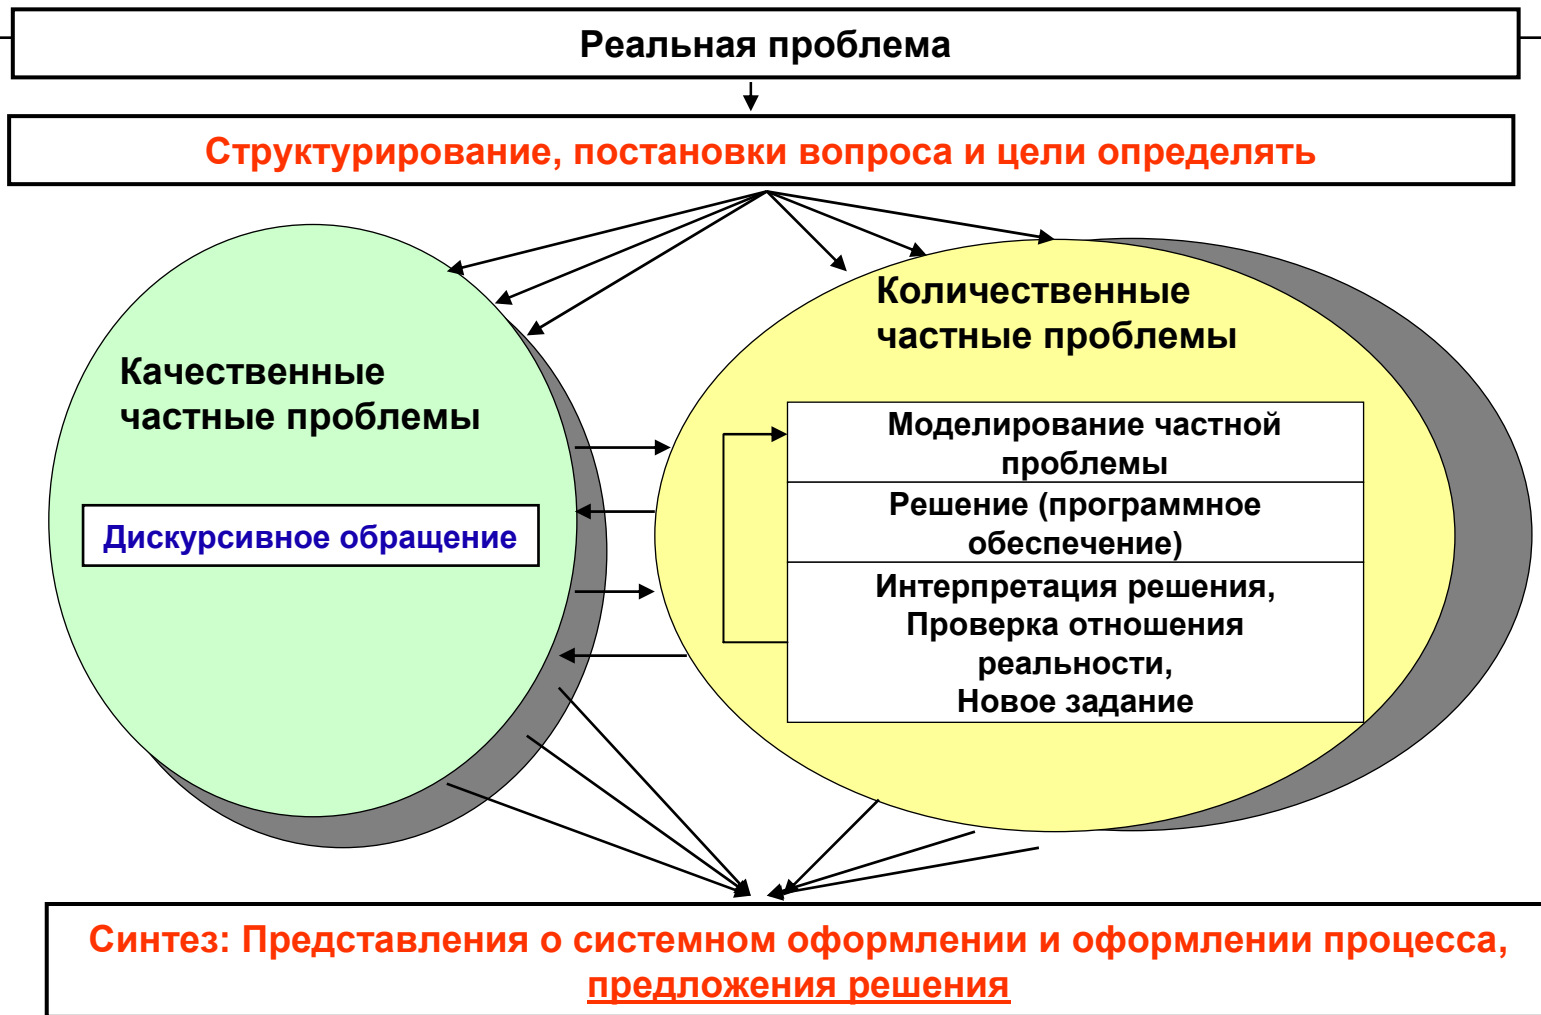 Реальная проблема
Структурирование, постановки вопроса и цели определять
Качественные
частные проблемы
Дискурсивное обращение
Количественные
частные проблемы
Моделирование частной
проблемы
Решение (программное
обеспечение)
Интерпретация решения,
Проверка отношения
реальности,
Новое задание
Синтез: Представления о системном оформлении и оформлении процесса,
предложения решения